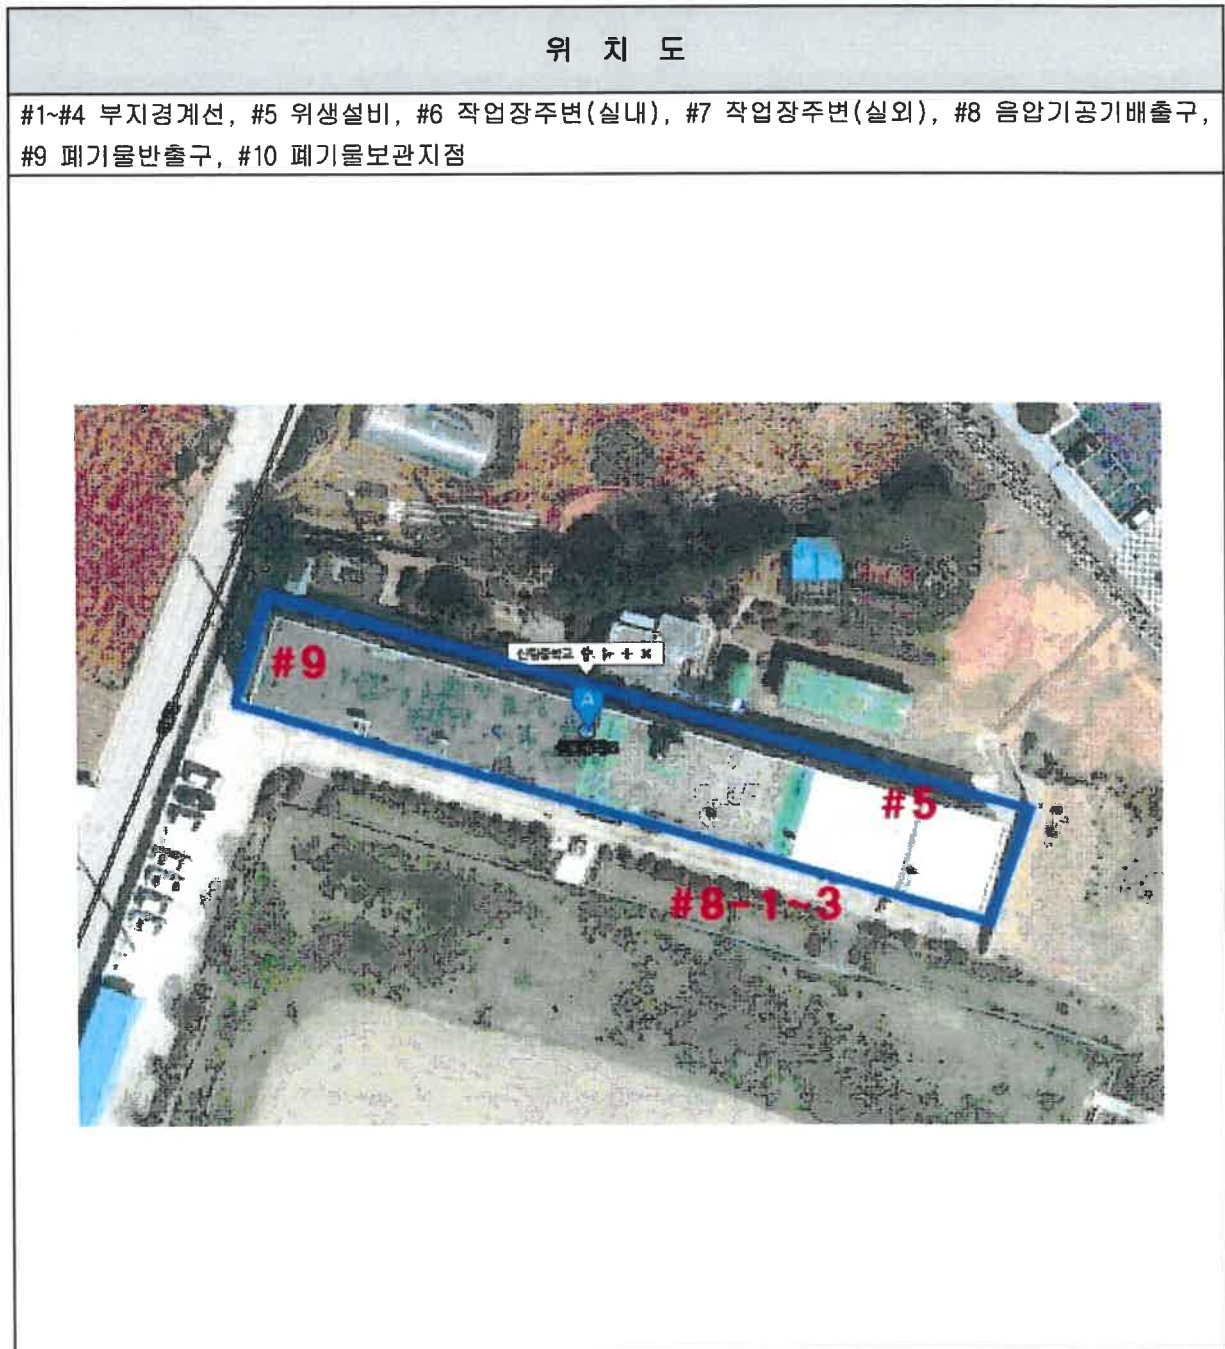 위 치 도
#1~#4 부지경계선, #5 위생설비, #6 작업장주변(실내), #7 작업장주변(실외), #8 음압기공기배출구,
#9 폐기물반출구, #10 폐기물보관지점
#9
A
#5
#8-1~3